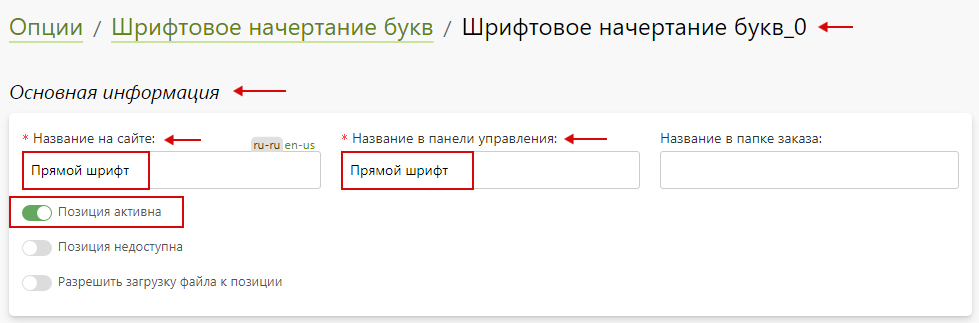 Опции / Шрифтовое начертание букв / Шрифтовое начертание букв_0
Основная информация
* Название на сайте: ru-ru en-us * Название в панели управления: Название в папке заказа:
Прямой шрифт Прямой шрифт
Позиция активна
Позиция недоступна
Разрешить загрузку файла к позиции